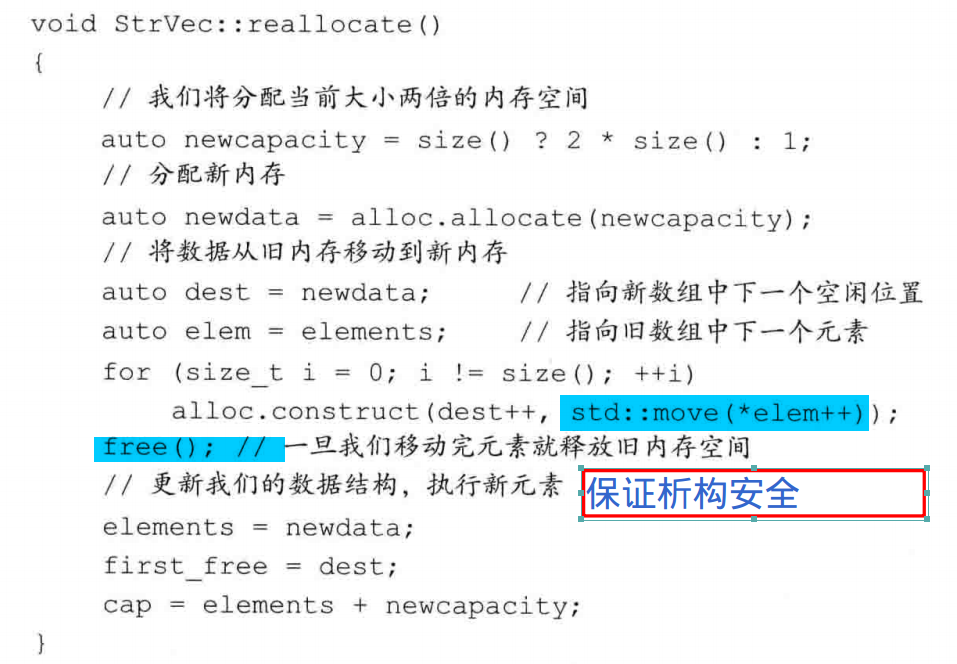 void StrVec::reallocate()
{
// 我们将分配当前大小两倍的内存空间
auto newcapacity = size() ? 2 * size() : 1;
// 分配新内存
auto newdata = alloc.allocate(newcapacity);
// 将数据从旧内存移动到新内存
auto dest = newdata; // 指向新数组中下一个空闲位置
auto elem = elements; // 指向旧数组中下一个元素
for (size_t i = 0; i != size(); ++i)
alloc.construct(dest++, std::move(*elem++));
free(); // 一旦我们移动完元素就释放旧内存空间
// 更新我们的数据结构，执行新元素 保证析构安全
elements = newdata;
first_free = dest;
cap = elements + newcapacity;
}